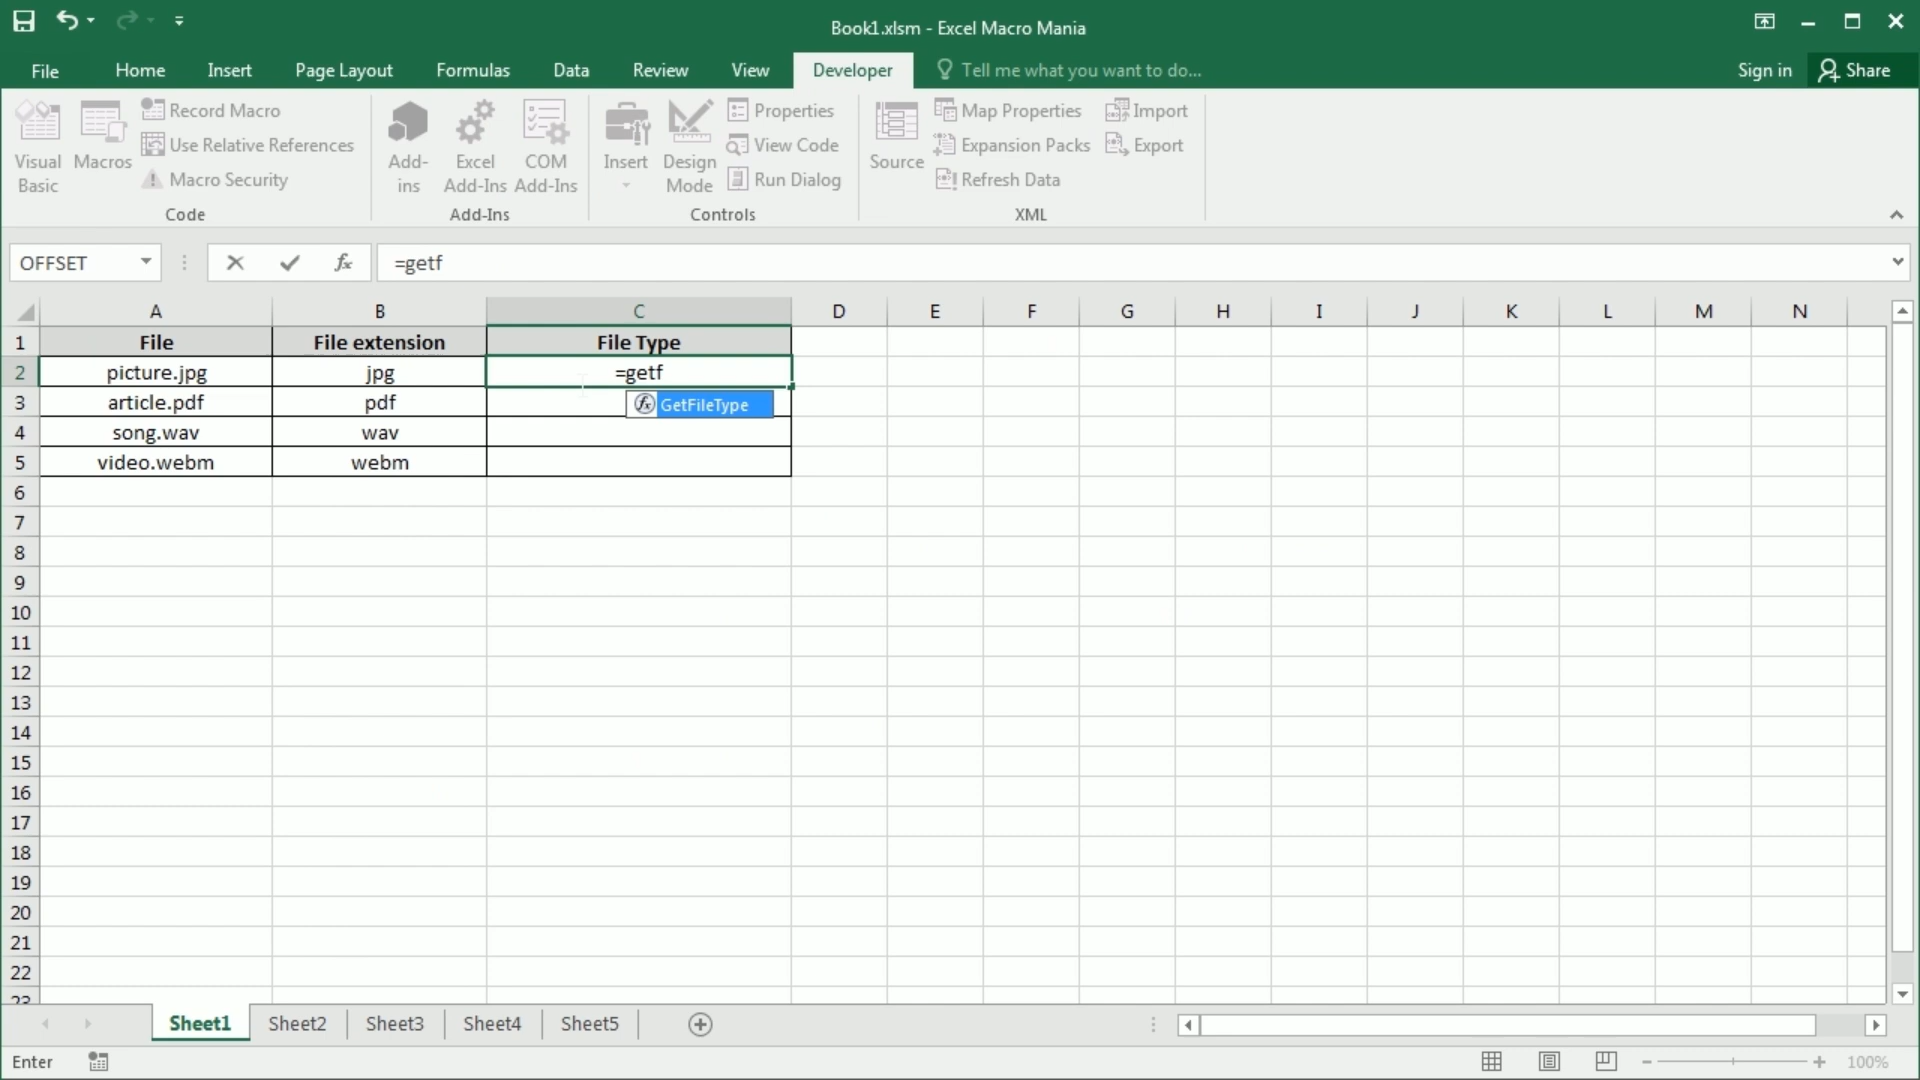 Book1.xlsm - Excel Macro Mania
File Home Insert Page Layout Formulas Data Review View Developer Tell me what you want to do... Sign in Share
Visual Basic
Macros
Record Macro
Use Relative References
Macro Security
Code
Add-ins
Excel Add-Ins
COM Add-Ins
Add-Ins
Insert
Design Mode
Properties
View Code
Run Dialog
Controls
Source
Map Properties
Expansion Packs
Refresh Data
Import
Export
XML
OFFSET fx =getf
A B C D E F G H I J K L M N
1 File File extension File Type
2 picture.jpg jpg =getf
3 article.pdf pdf fx GetFileType
4 song.wav wav
5 video.webm webm
6
7
8
9
10
11
12
13
14
15
16
17
18
19
20
21
22
23
Sheet1 Sheet2 Sheet3 Sheet4 Sheet5
Enter 100%